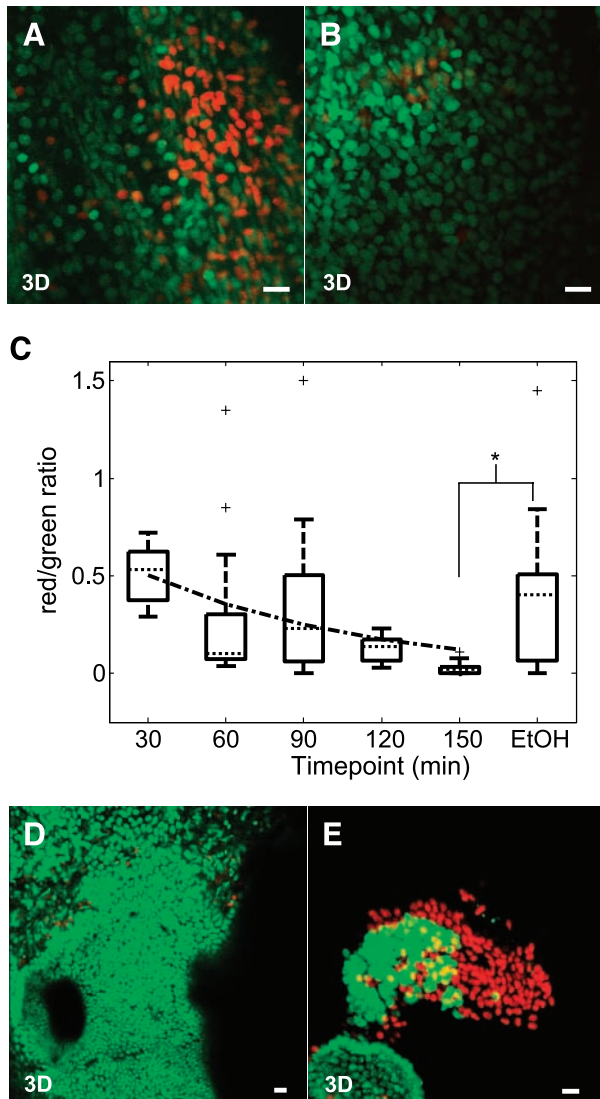 A
B
3D
3D
C
1.5
1
0.5
0
red/green ratio
*
30 60 90 120 150 EtOH
Timepoint (min)
D
E
3D
3D